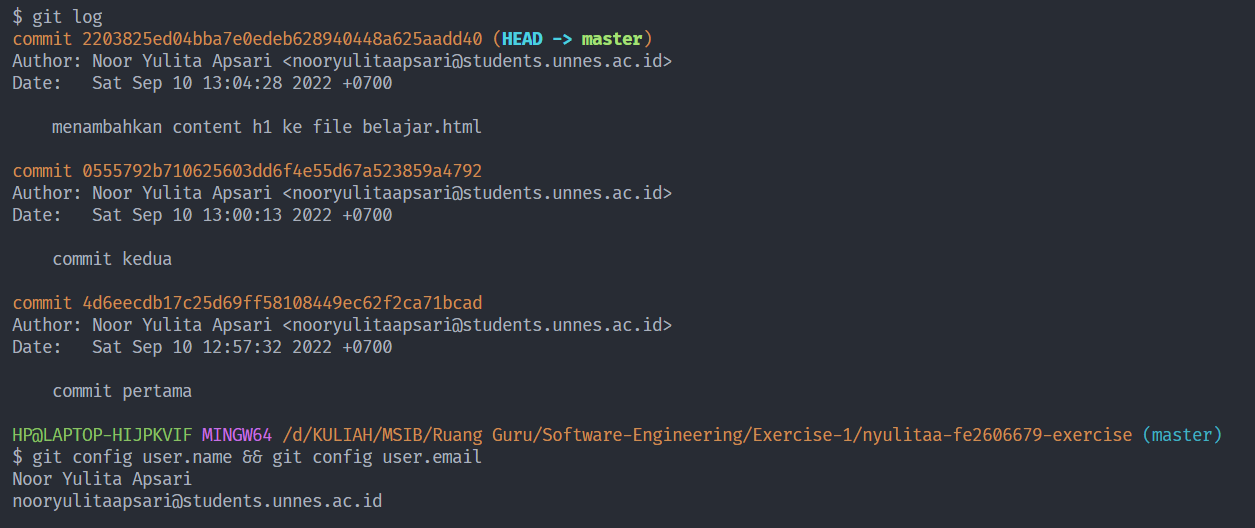 $ git log
commit 2203825ed04bba7e0edeb628940448a625aadd40 (HEAD -> master)
Author: Noor Yulita Apsari <nooryulitaapsari@students.unnes.ac.id>
Date:   Sat Sep 10 13:04:28 2022 +0700
    menambahkan content h1 ke file belajar.html
commit 0555792b710625603dd6f4e55d67a523859a4792
Author: Noor Yulita Apsari <nooryulitaapsari@students.unnes.ac.id>
Date:   Sat Sep 10 13:00:13 2022 +0700
    commit kedua
commit 4d6eecdb17c25d69ff58108449ec62f2ca71bcad
Author: Noor Yulita Apsari <nooryulitaapsari@students.unnes.ac.id>
Date:   Sat Sep 10 12:57:32 2022 +0700
    commit pertama
HP@LAPTOP-HIJPKVIF MINGW64 /d/KULIAH/MSIB/Ruang Guru/Software-Engineering/Exercise-1/nyulitaa-fe2606679-exercise (master)
$ git config user.name && git config user.email
Noor Yulita Apsari
nooryulitaapsari@students.unnes.ac.id